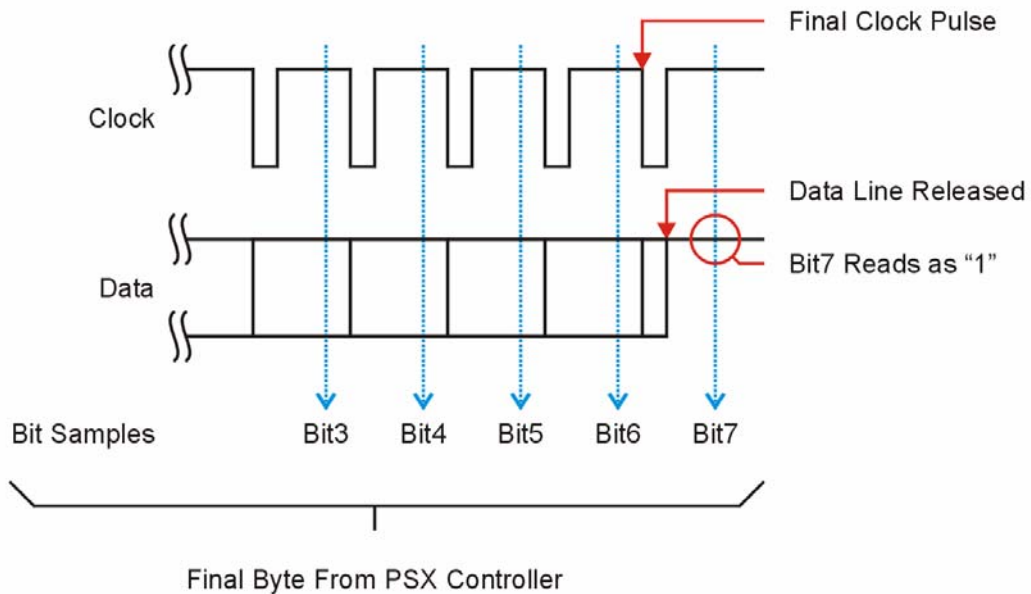 Final Clock Pulse
Clock
Data Line Released
Bit7 Reads as “1”
Data
Bit Samples Bit3 Bit4 Bit5 Bit6 Bit7
Final Byte From PSX Controller